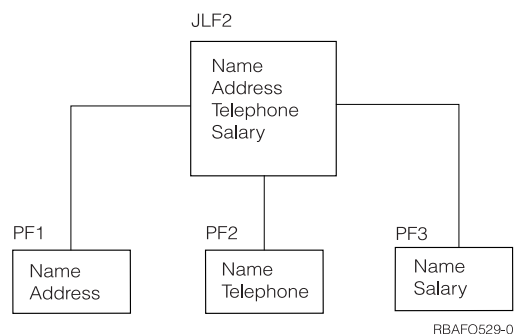 JLF2
Name
Address
Telephone
Salary
PF1
Name
Address
PF2
Name
Telephone
PF3
Name
Salary
RBAFO529-0